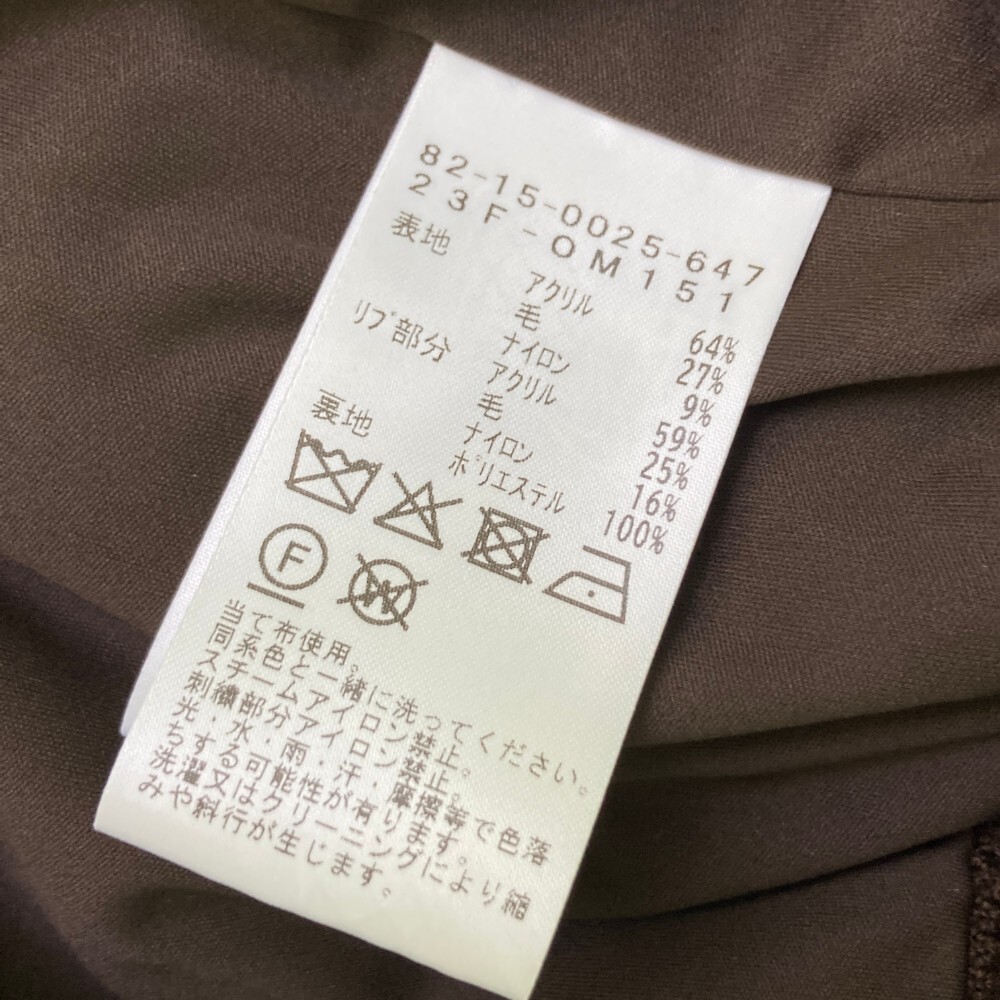 82-15-0025-647
23F-OM151
表地 アクリル 64%
毛 27%
ナイロン 9%
リブ部分 アクリル 59%
毛 25%
ナイロン 16%
裏地 ポリエステル 100%
F
W
当て布使用。
同系色と一緒に洗ってください。
スチームアイロン禁止。
刺繍部分アイロン禁止。
光・水・雨・汗・摩擦等で色落
ちする可能性が有ります。
洗濯又はクリーニングにより縮
みや斜行が生じます。